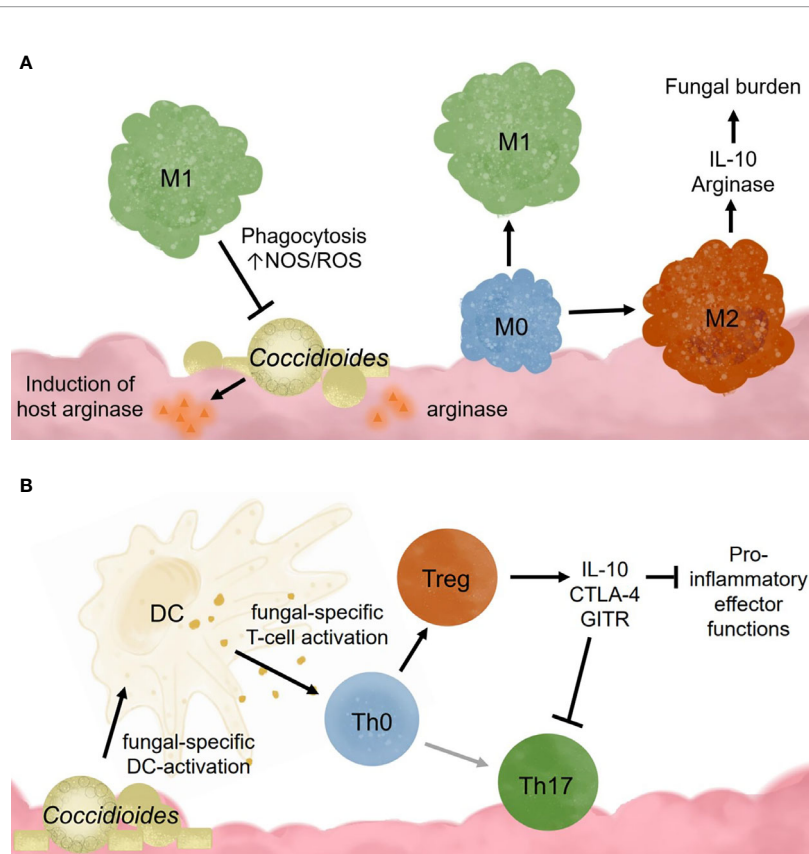 A
M1
Phagocytosis
↑NOS/ROS
Coccidioides
Induction of
host arginase
arginase
M1
M0
M2
IL-10
Arginase
Fungal burden
B
DC
fungal-specific
T-cell activation
fungal-specific
DC-activation
Coccidioides
Th0
Treg
Th17
IL-10
CTLA-4
GITR
Pro-
inflammatory
effector
functions